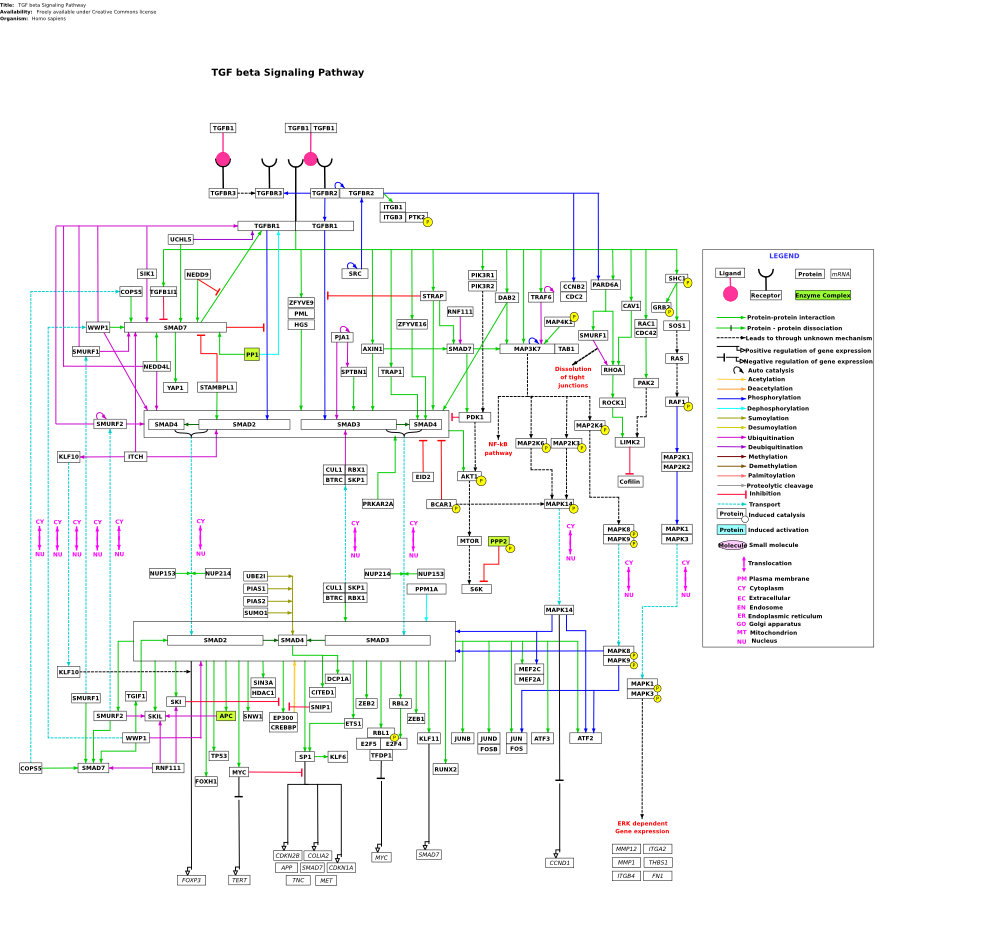 Title: TGF beta Signaling Pathway
Availability: Freely available under Creative Commons license
Organism: Homo sapiens
TGF beta Signaling Pathway
TGFB1
TGFB1 TGFB1
TGFBR3
TGFBR3
TGFBR2
TGFBR2
ITGB1
ITGB3 PTK2
P
TGFBR1 TGFBR1
UCHL5
SIK1
NEDD9
SRC
COPS5
TGFB1I1
ZFYVE9
PML
HGS
STRAP
PIK3R1
PIK3R2
DAB2
TRAF6
CCNB2
CDC2
PARD6A
SHC1
P
WWP1
SMAD7
SMURF1
PJA1
ZFYVE16
RNF111
MAP4K1
P
CAV1
GRB2
P
RAC1
CDC42
SOS1
SMURF1
PP1
AXIN1
SMAD7
MAP3K7 TAB1
RAS
NEDD4L
SPTBN1
TRAP1
Dissolution
of tight
junctions
RHOA
YAP1
STAMBPL1
PAK2
ROCK1
RAF1
P
SMURF2
SMAD4 SMAD2 SMAD3 SMAD4
PDK1
MAP2K4
P
NF-kB
pathway
MAP2K6
P
MAP2K3
P
LIMK2
KLF10
ITCH
CUL1 RBX1
BTRC SKP1
EID2
AKT1
P
Cofilin
MAP2K1
MAP2K2
PRKAR2A
BCAR1
P
MAPK14
P
CY CY CY CY CY
NU NU NU NU NU
CY
NU
CY
NU
CY
NU
MAPK8
P
MAPK9
P
MAPK1
MAPK3
MTOR
PPP2
P
CY
NU
CY
NU
NUP153 NUP214
NUP214 NUP153
UBE2I
PIAS1
PIAS2
SUMO1
CUL1 SKP1
BTRC RBX1
PPM1A
S6K
MAPK14
SMAD2 SMAD4 SMAD3
MAPK8
P
MAPK9
P
KLF10
SIN3A
HDAC1
DCP1A
CITED1
MEF2C
MEF2A
MAPK1
P
MAPK3
P
SMURF1
TGIF1
SKI
SNIP1
ZEB2
RBL2
SMURF2
SKIL
APC
SNW1
EP300
CREBBP
ETS1
ZEB1
WWP1
RBL1
P
E2F5 E2F4
TFDP1
KLF11
JUNB
JUND
FOSB
JUN
FOS
ATF3
ATF2
COPS5
SMAD7
RNF111
TP53
FOXH1
MYC
SP1
KLF6
RUNX2
ERK dependent
Gene expression
CDKN2B COLIA2
APP SMAD7 CDKN1A
TNC MET
MYC
SMAD7
CCND1
FOXP3
TERT
MMP12 ITGA2
MMP1 THBS1
ITGB4 FN1
LEGEND
Ligand
Receptor
Protein
mRNA
Enzyme Complex
Protein-protein interaction
Protein - protein dissociation
Leads to through unknown mechanism
Positive regulation of gene expression
Negative regulation of gene expression
Auto catalysis
Acetylation
Deacetylation
Phosphorylation
Dephosphorylation
Sumoylation
Desumoylation
Ubiquitination
Deubiquitination
Methylation
Demethylation
Palmitoylation
Proteolytic cleavage
Inhibition
Transport
Protein Induced catalysis
Protein Induced activation
Molecule Small molecule
Translocation
PM Plasma membrane
CY Cytoplasm
EC Extracellular
EN Endosome
ER Endoplasmic reticulum
GO Golgi apparatus
MT Mitochondrion
NU Nucleus